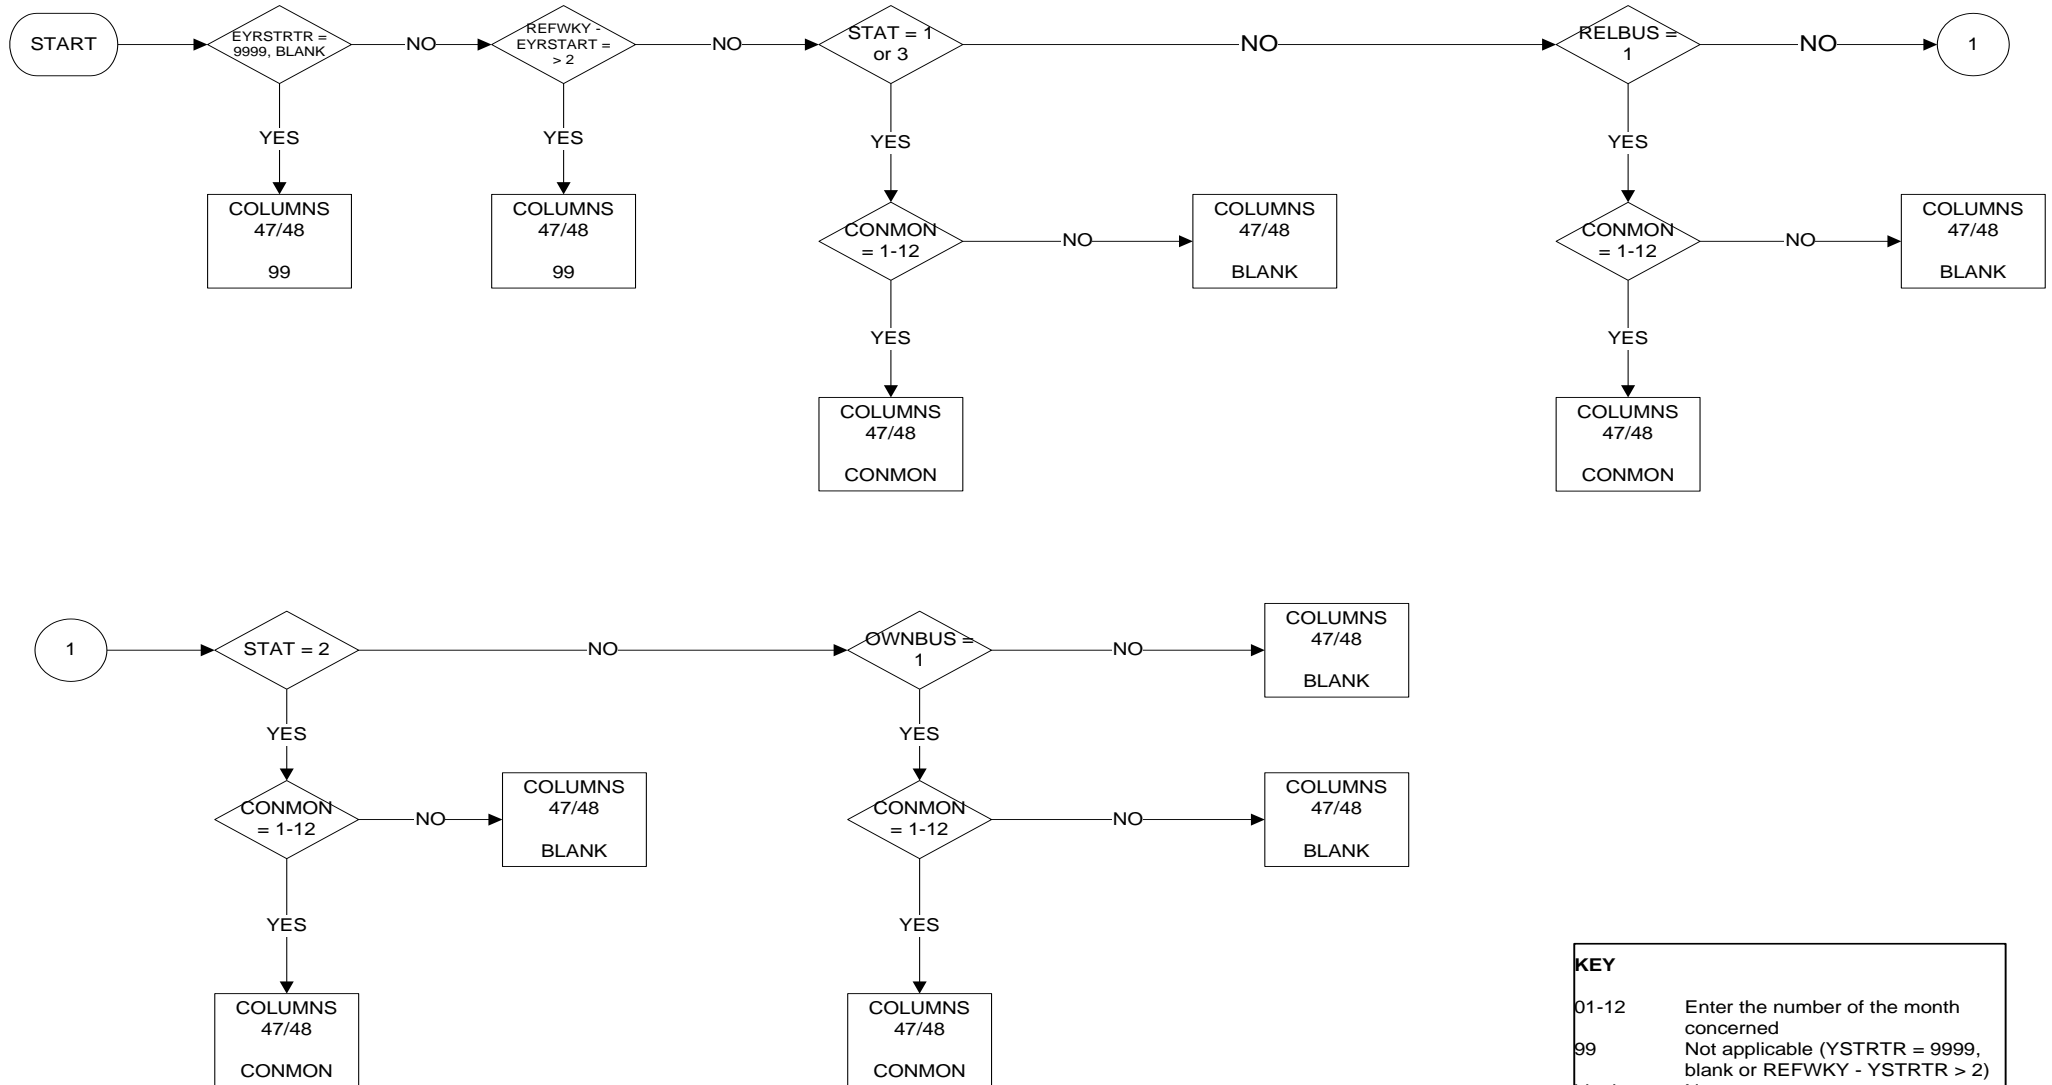 START
EYRSTRTR =
9999, BLANK
NO
REFWKY -
EYRSTART =
> 2
NO
STAT = 1
or 3
NO
RELBUS =
1
NO
1
YES
YES
YES
YES
COLUMNS
47/48
99
COLUMNS
47/48
99
CONMON
= 1-12
NO
COLUMNS
47/48
BLANK
CONMON
= 1-12
NO
COLUMNS
47/48
BLANK
YES
YES
COLUMNS
47/48
CONMON
COLUMNS
47/48
CONMON
1
STAT = 2
NO
OWNBUS =
1
NO
COLUMNS
47/48
BLANK
YES
YES
CONMON
= 1-12
NO
COLUMNS
47/48
BLANK
CONMON
= 1-12
NO
COLUMNS
47/48
BLANK
YES
YES
COLUMNS
47/48
CONMON
COLUMNS
47/48
CONMON
KEY
01-12 Enter the number of the month
concerned
99 Not applicable (YSTRTR = 9999,
blank or REFWKY - YSTRTR > 2)